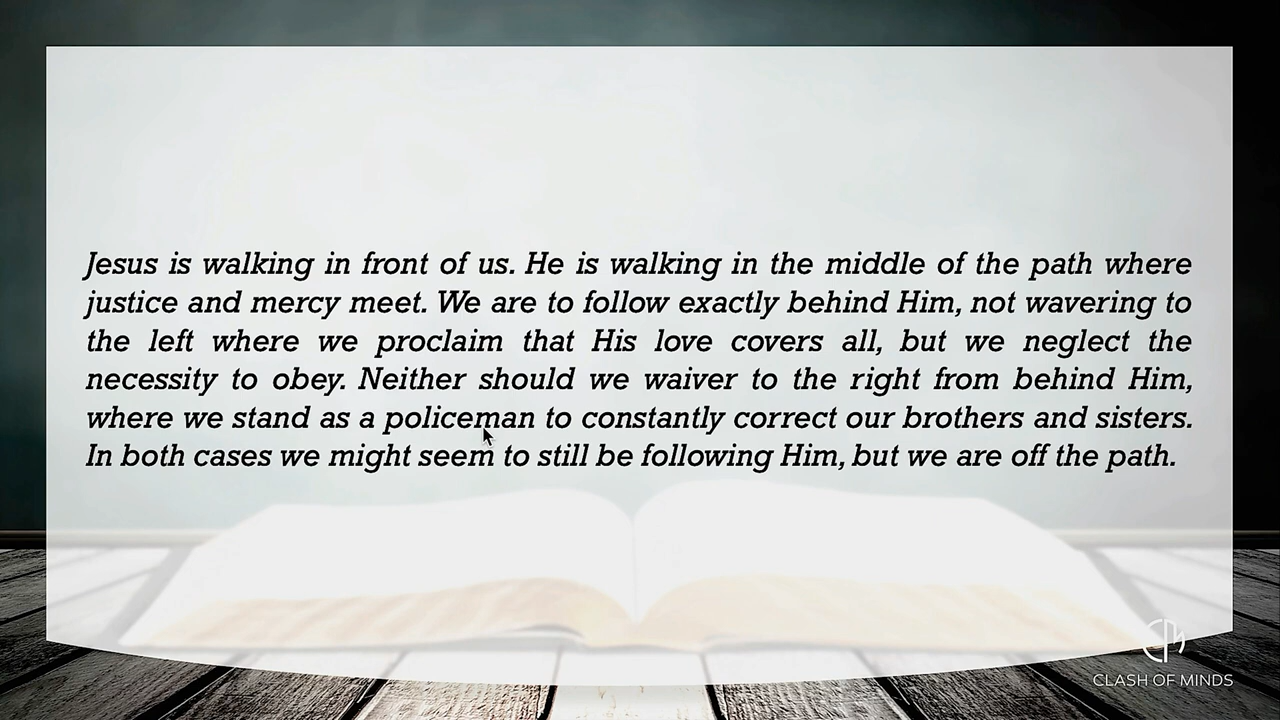 Jesus is walking in front of us. He is walking in the middle of the path where
justice and mercy meet. We are to follow exactly behind Him, not wavering to
the left where we proclaim that His love covers all, but we neglect the
necessity to obey. Neither should we waiver to the right from behind Him,
where we stand as a policeman to constantly correct our brothers and sisters.
In both cases we might seem to still be following Him, but we are off the path.
CLASH OF MINDS